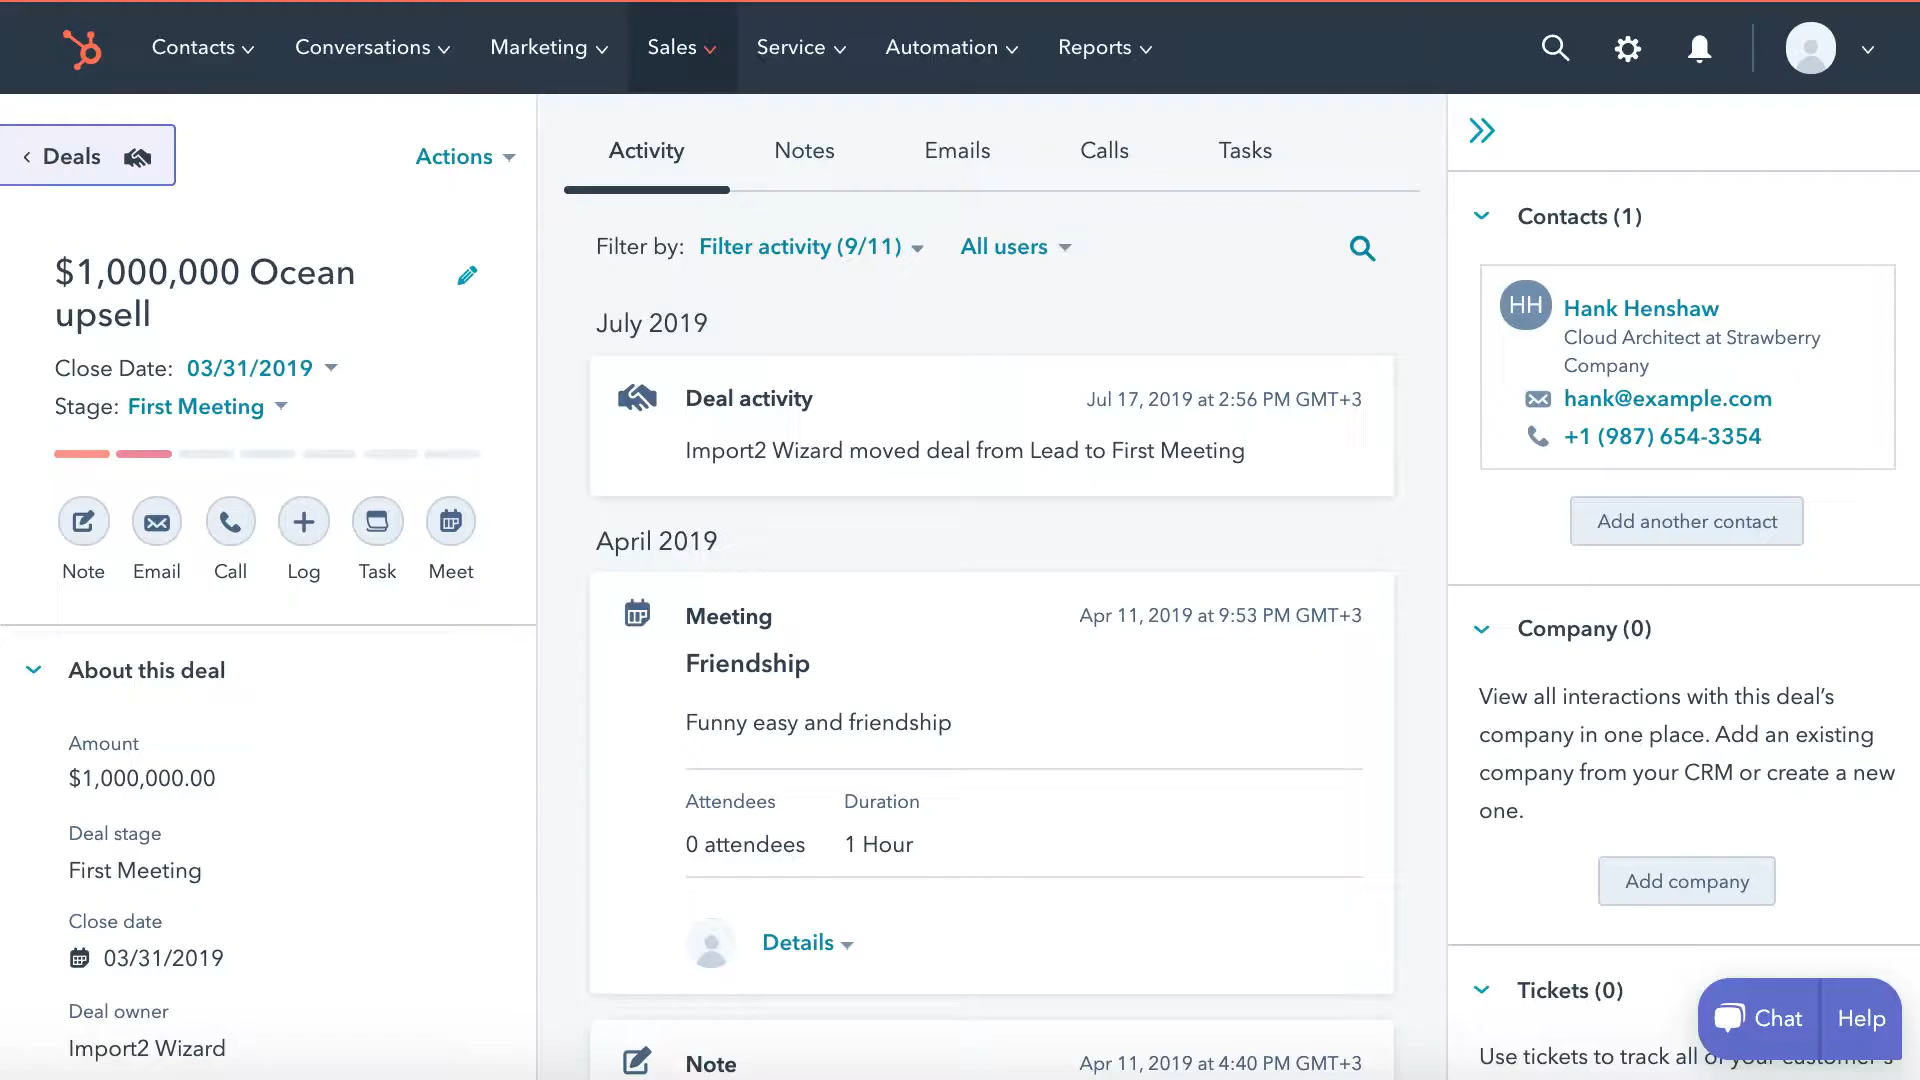 Contacts
Conversations
Marketing
Sales
Service
Automation
Reports
Deals
Actions
$1,000,000 Ocean
upsell
Close Date: 03/31/2019
Stage: First Meeting
Note
Email
Call
Log
Task
Meet
About this deal
Amount
$1,000,000.00
Deal stage
First Meeting
Close date
03/31/2019
Deal owner
Import2 Wizard
Activity
Notes
Emails
Calls
Tasks
Filter by: Filter activity (9/11) All users
July 2019
Deal activity
Jul 17, 2019 at 2:56 PM GMT+3
Import2 Wizard moved deal from Lead to First Meeting
April 2019
Meeting
Apr 11, 2019 at 9:53 PM GMT+3
Friendship
Funny easy and friendship
Attendees
Duration
0 attendees
1 Hour
Details
Note
Apr 11, 2019 at 4:40 PM GMT+3
Contacts (1)
HH
Hank Henshaw
Cloud Architect at Strawberry
Company
hank@example.com
+1 (987) 654-3354
Add another contact
Company (0)
View all interactions with this deal's
company in one place. Add an existing
company from your CRM or create a new
one.
Add company
Tickets (0)
Use tickets to track all of your customer's
Chat
Help